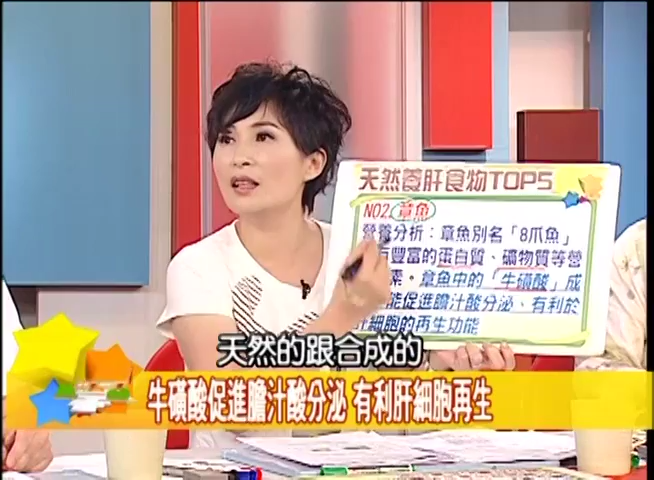 天然養肝食物TOP5
NO2.章魚
營養分析：章魚別名「8爪魚」
有豐富的蛋白質、礦物質等營
素。章魚中的「牛磺酸」成
能促進膽汁酸分泌、有利於
肝細胞的再生功能
天然的跟合成的
牛磺酸促進膽汁酸分泌 有利肝細胞再生